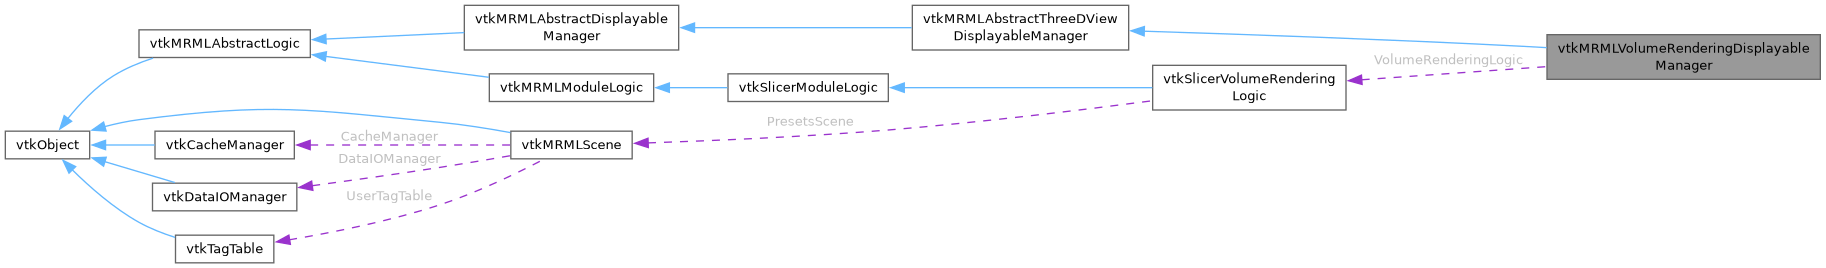 vtkMRMLAbstractDisplayable
Manager
vtkMRMLAbstractThreeDView
DisplayableManager
vtkMRMLAbstractLogic
vtkMRMLVolumeRenderingDisplayable
Manager
VolumeRenderingLogic
vtkMRMLModuleLogic
vtkSlicerModuleLogic
vtkSlicerVolumeRendering
Logic
PresetsScene
vtkObject
vtkCacheManager
CacheManager
vtkMRMLScene
DataIOManager
vtkDataIOManager
UserTagTable
vtkTagTable